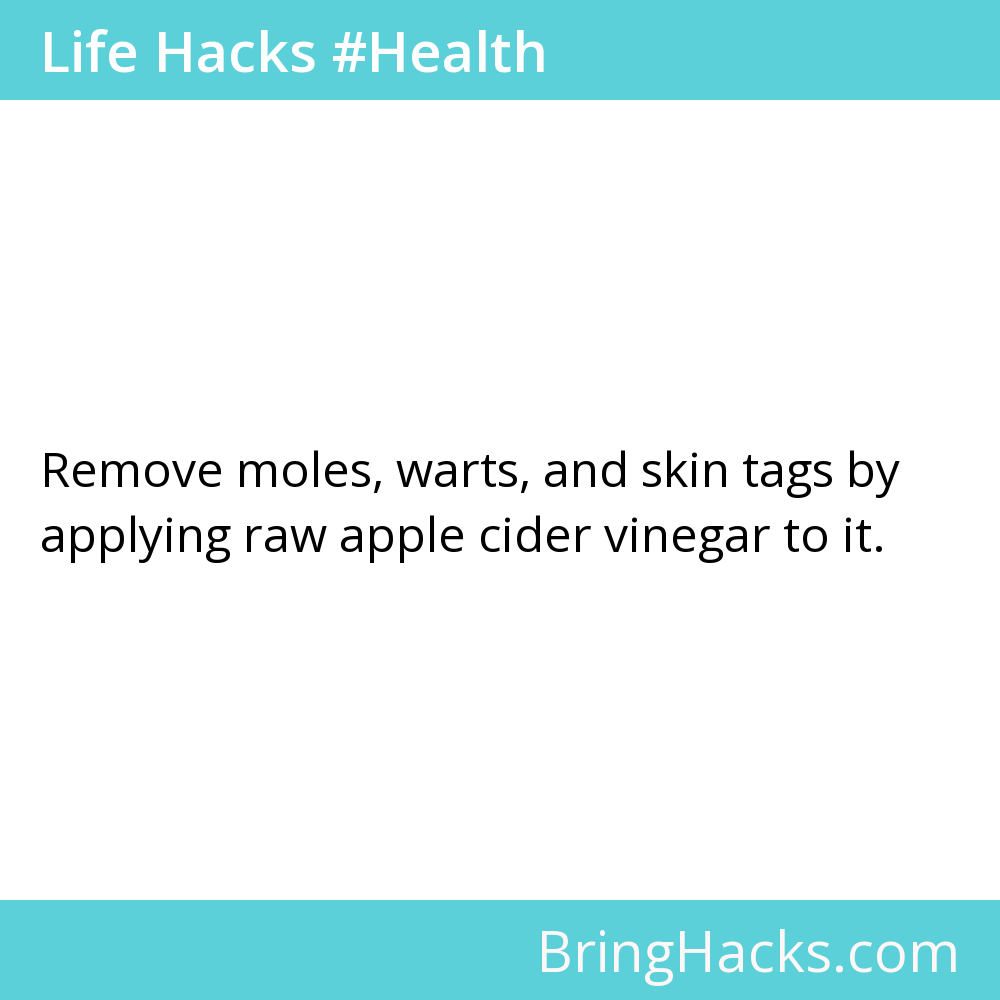 Life Hacks #Health
Remove moles, warts, and skin tags by
applying raw apple cider vinegar to it.
BringHacks.com